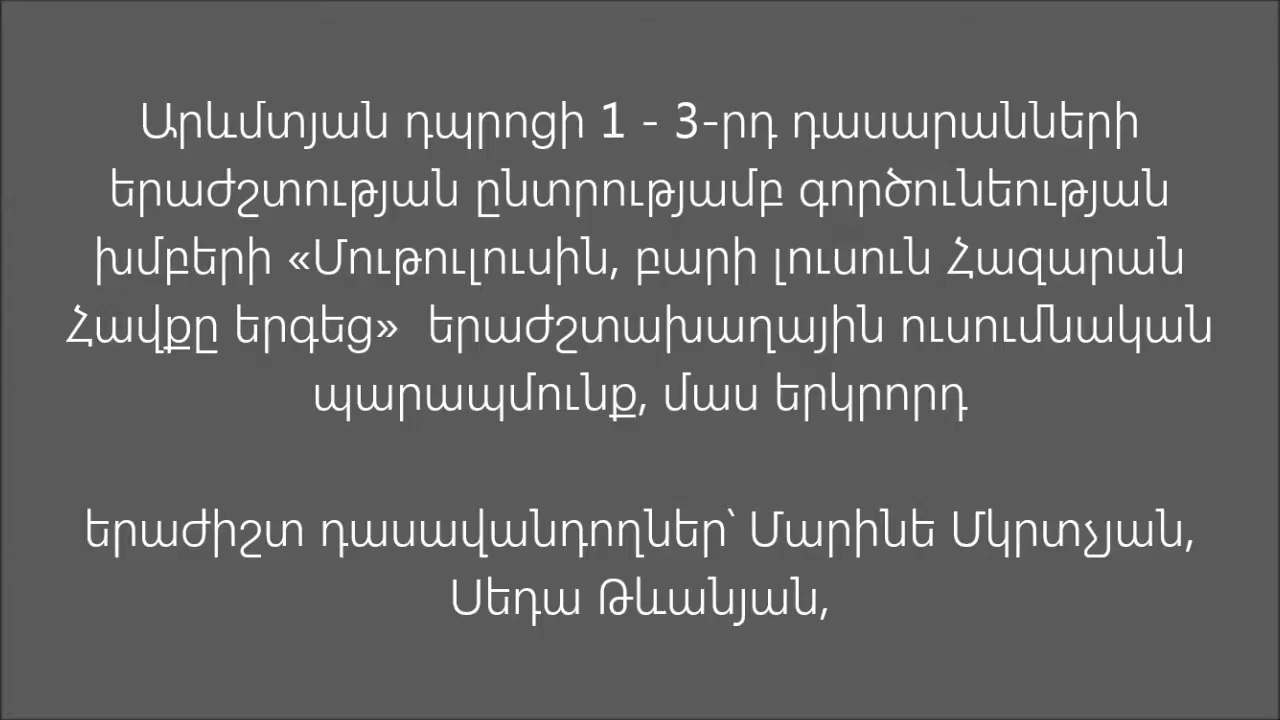 Արևմտյան դպրոցի 1 - 3-րդ դասարանների
երաժշտության ընտրությամբ գործունեության
խմբերի «Մութուլուսին, բարի լուսուն Հազարան
Հավքը երգեց»  երաժշտախաղային ուսումնական
պարապմունք, մաս երկրորդ
երաժիշտ դասավանդողներ՝ Մարինե Մկրտչյան,
Սեդա Թևանյան,